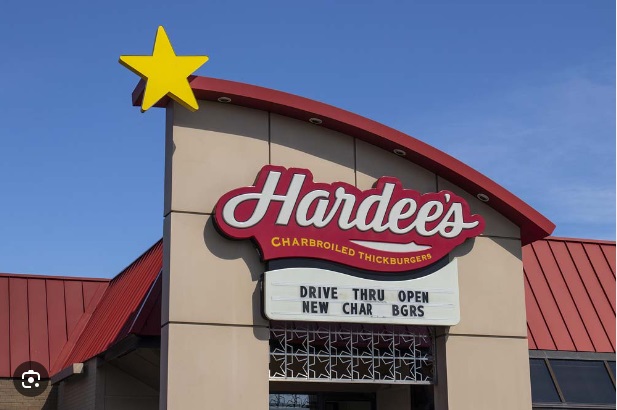 Hardee's
CHARBROILED THICKBURGERS
DRIVE THRU OPEN
NEW CHAR BGRS